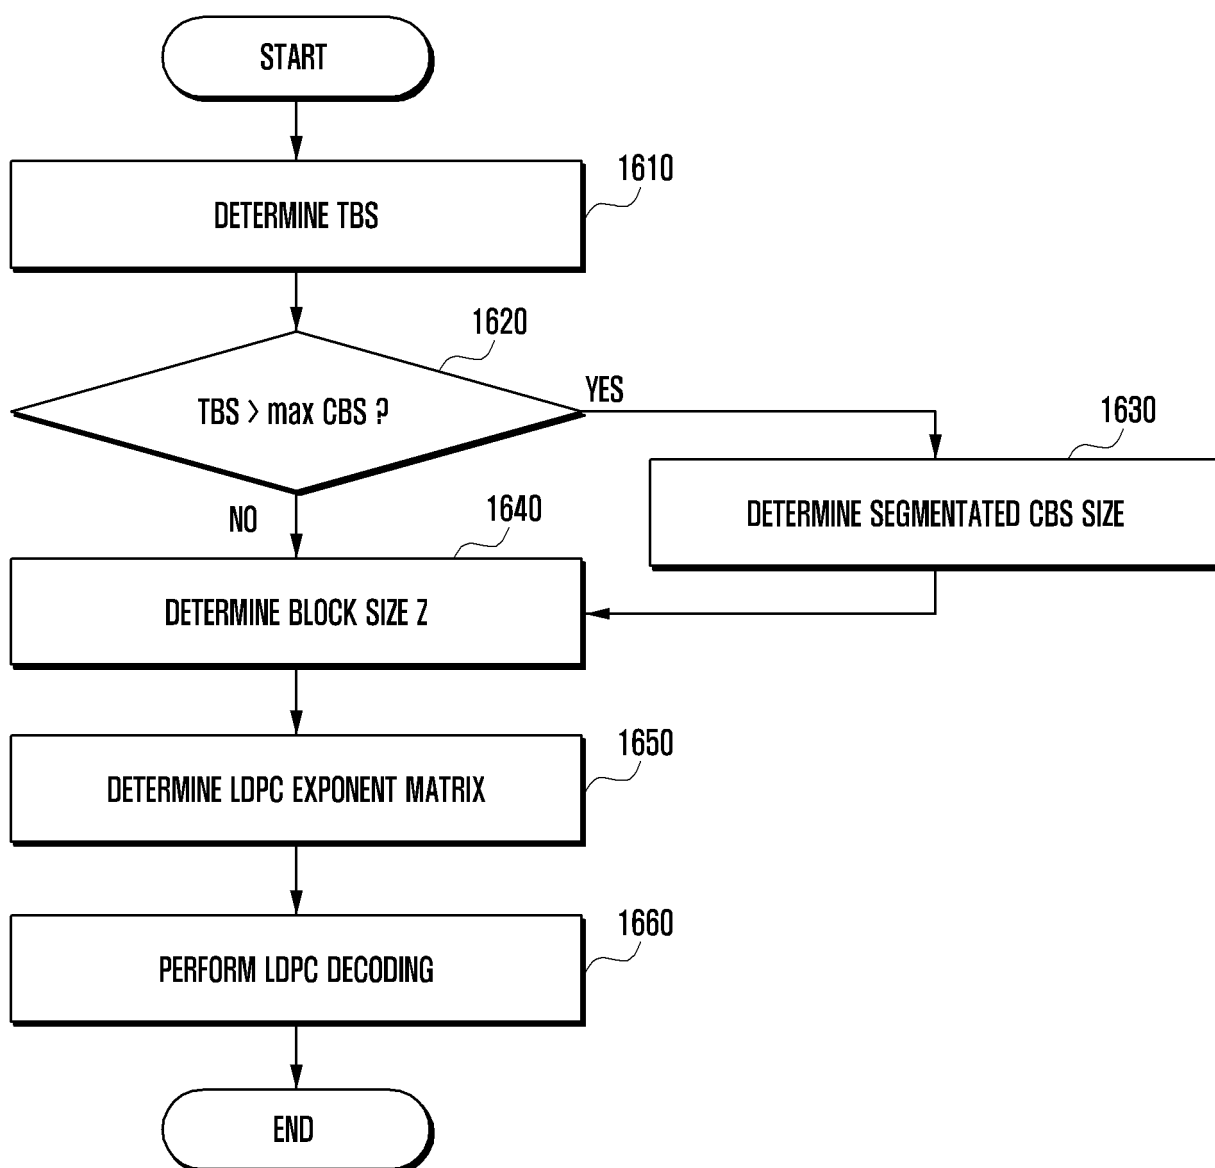 START
1610
DETERMINE TBS
1620
TBS > max CBS ?
YES
1630
DETERMINE SEGMENTATED CBS SIZE
NO
1640
DETERMINE BLOCK SIZE Z
1650
DETERMINE LDPC EXPONENT MATRIX
1660
PERFORM LDPC DECODING
END